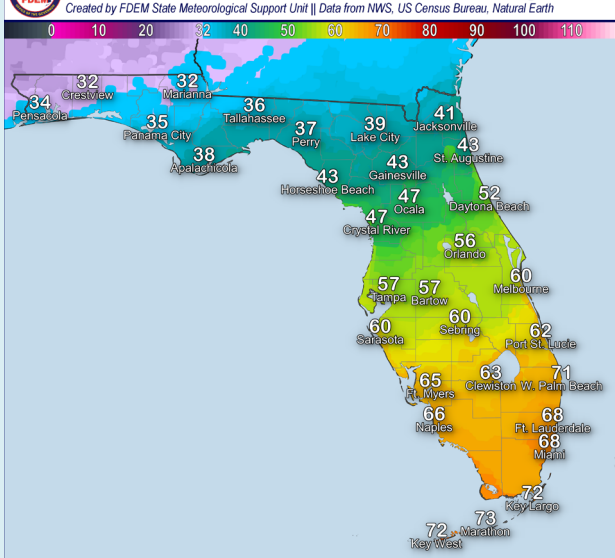 FDEM
Created by FDEM State Meteorological Support Unit || Data from NWS, US Census Bureau, Natural Earth
0 10 20 32 40 50 60 70 80 90 100 110
32
Crestview
32
Marianna
34
Pensacola
36
Tallahassee
35
Panama City
37
Perry
39
Lake City
41
Jacksonville
38
Apalachicola
43
St. Augustine
43
Gainesville
43
Horseshoe Beach
47
Ocala
52
Daytona Beach
47
Crystal River
56
Orlando
57
Tampa
57
Bartow
60
Melbourne
60
Sarasota
60
Sebring
62
Port St. Lucie
65
Ft. Myers
63
Clewiston
71
W. Palm Beach
66
Naples
68
Ft. Lauderdale
68
Miami
72
Key Largo
73
Marathon
72
Key West